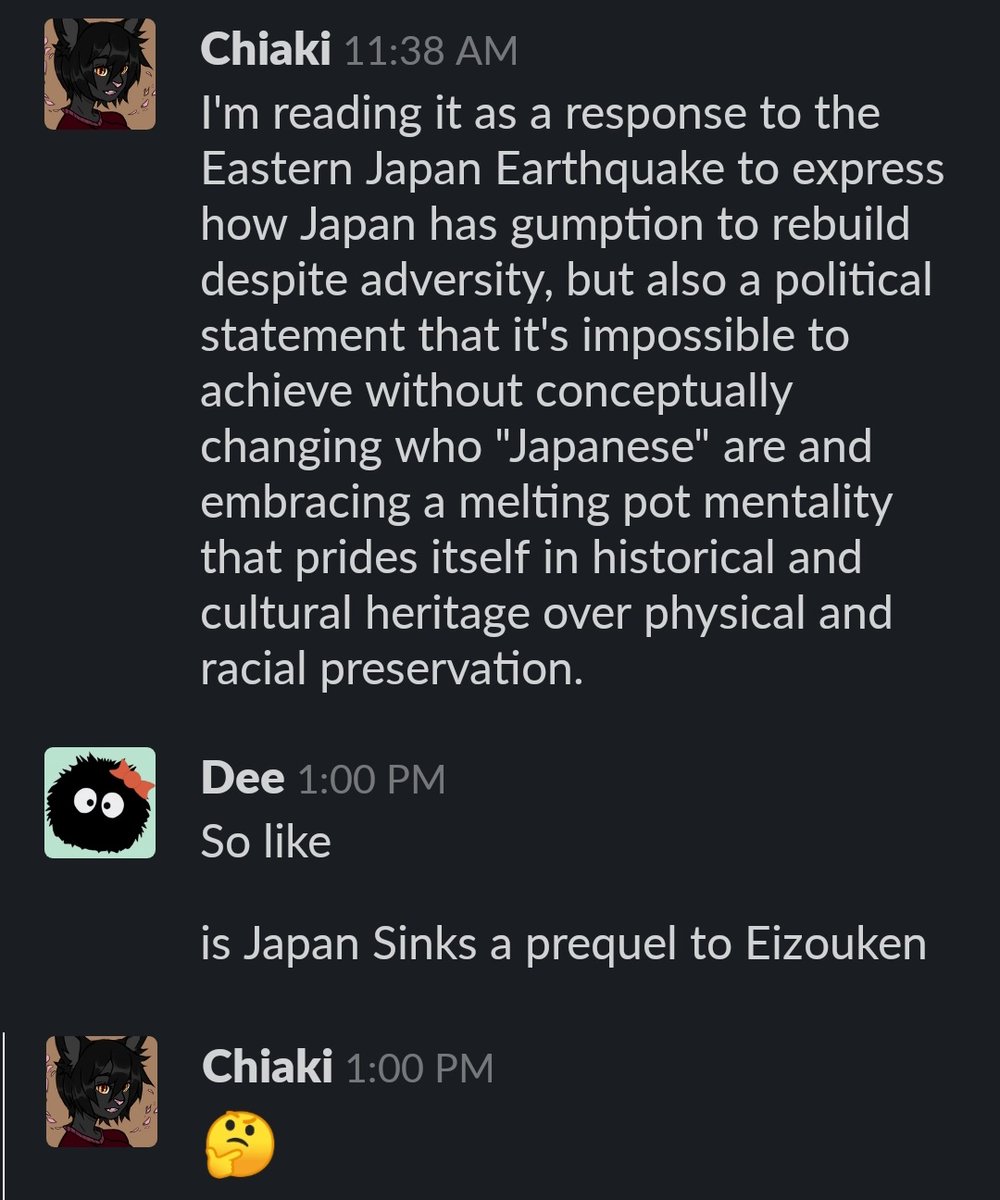 Chiaki 11:38 AM
I'm reading it as a response to the
Eastern Japan Earthquake to express
how Japan has gumption to rebuild
despite adversity, but also a political
statement that it's impossible to
achieve without conceptually
changing who "Japanese" are and
embracing a melting pot mentality
that prides itself in historical and
cultural heritage over physical and
racial preservation.
Dee 1:00 PM
So like
is Japan Sinks a prequel to Eizouken
Chiaki 1:00 PM
🤔